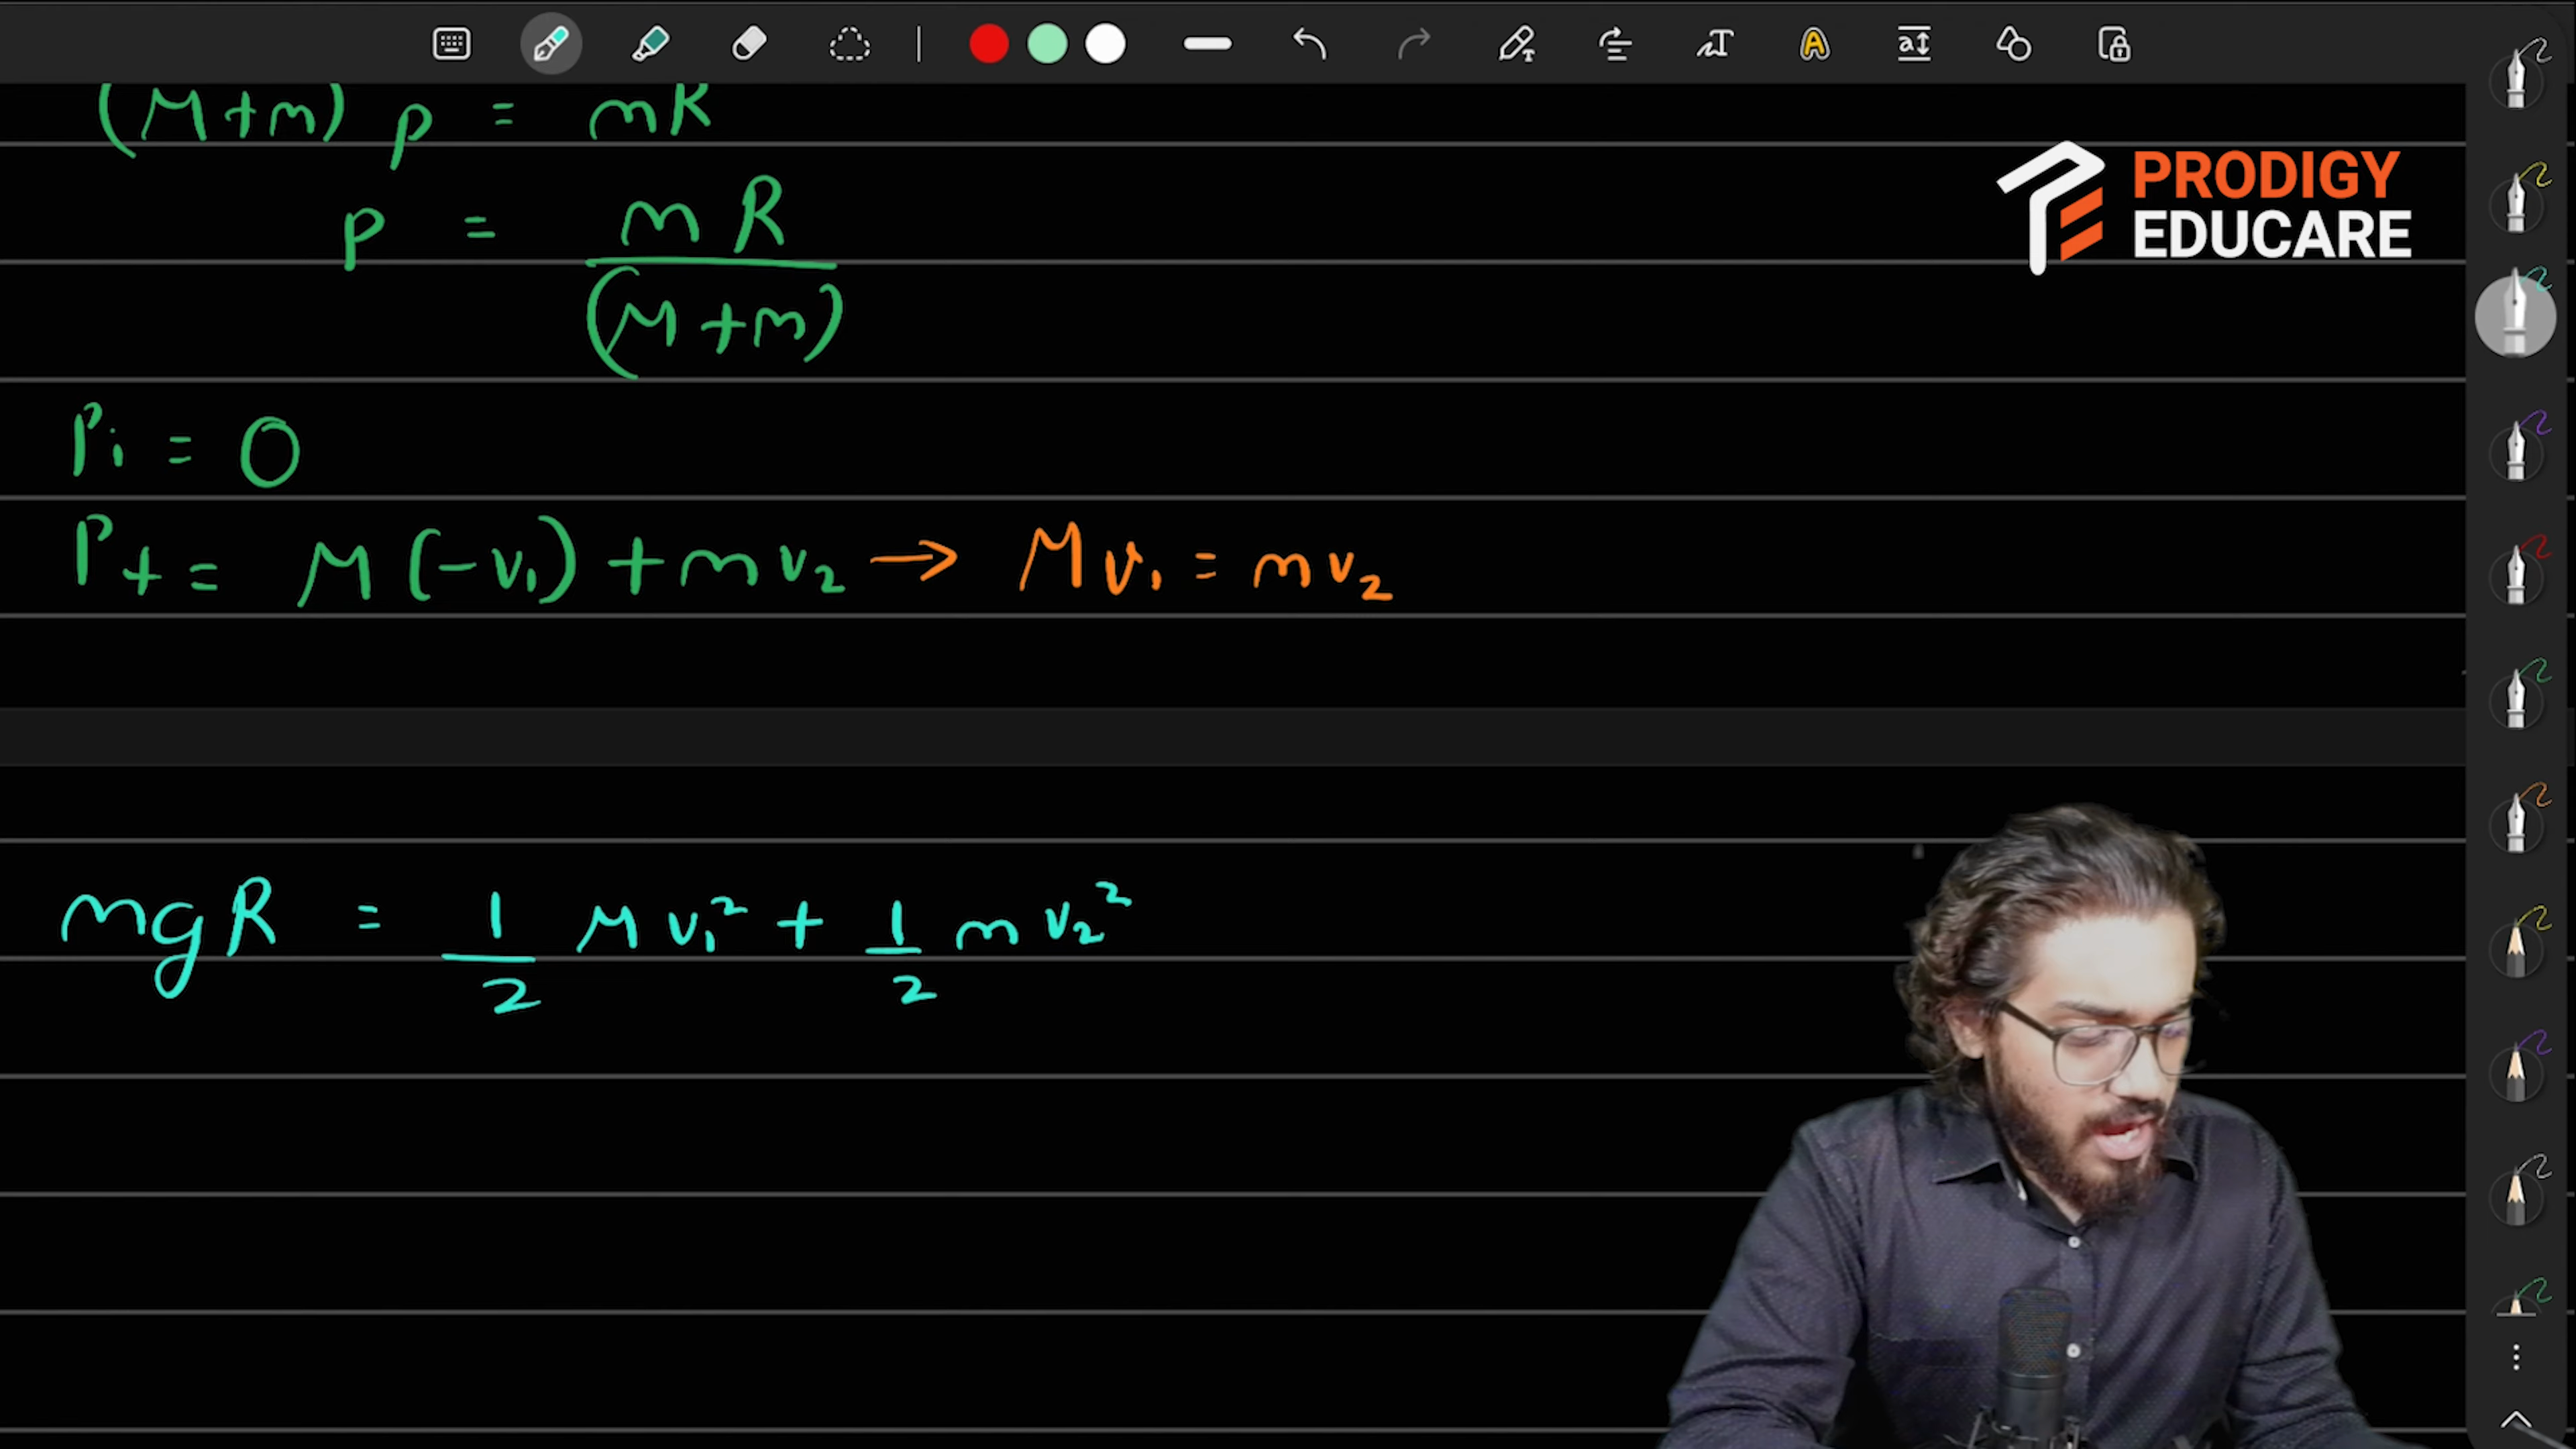 (M+m) p = mR
PRODIGY
EDUCARE
p = mR/(M+m)
Pi = 0
Pf = M(-v₁) + mv₂ → Mv₁ = mv₂
mgR = 1/2 Mv₁² + 1/2 mv₂²